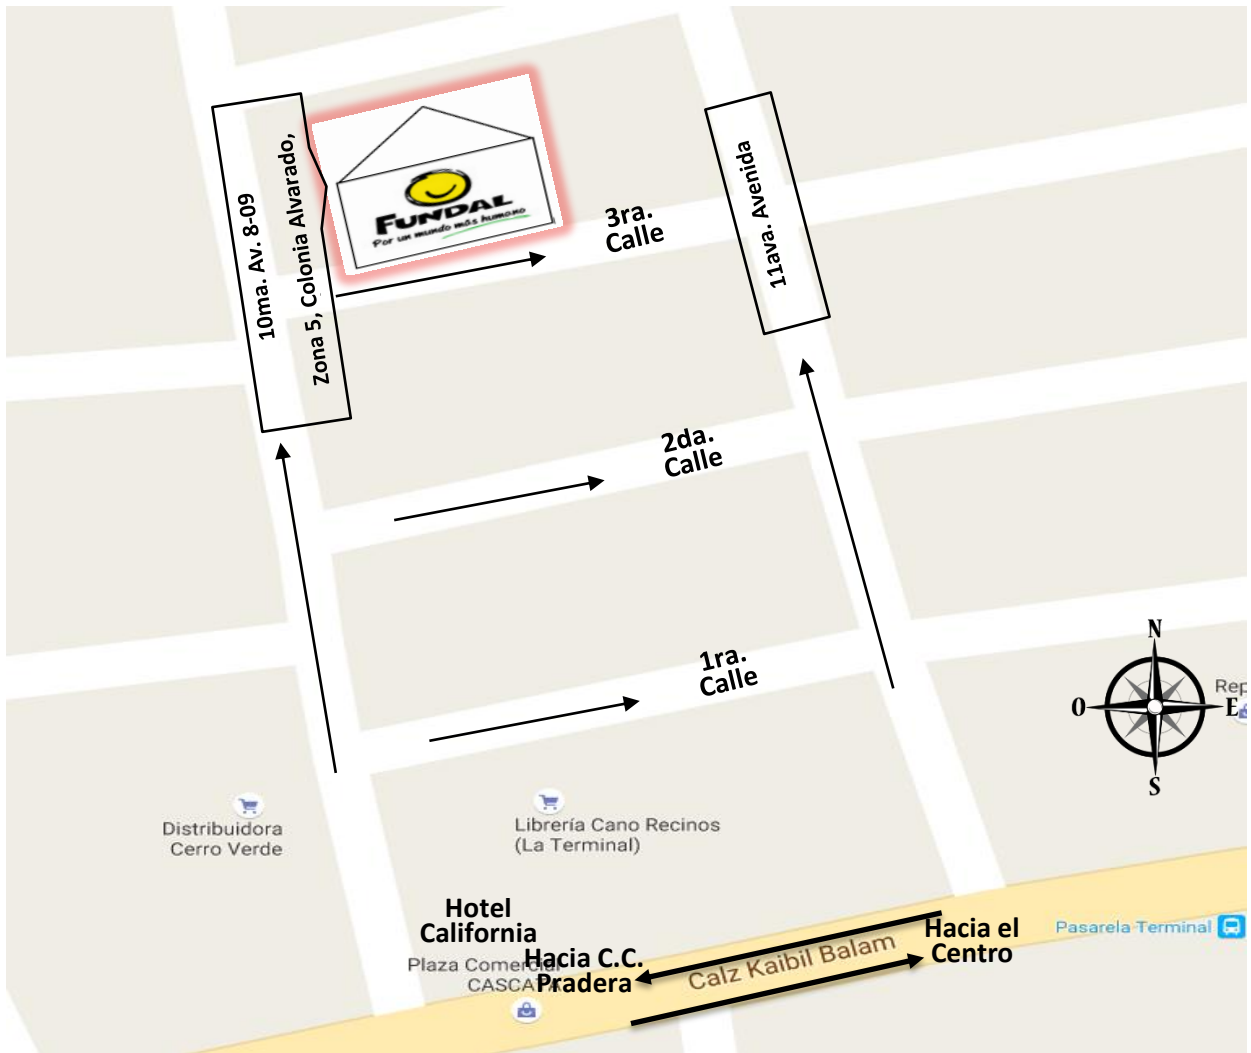 10ma. Av. 8-09
Zona 5, Colonia Alvarado,
FUNDAL
Por un mundo más humano
3ra.
Calle
11ava. Avenida
2da.
Calle
1ra.
Calle
N
O
E
S
Rep
Distribuidora
Cerro Verde
Librería Cano Recinos
(La Terminal)
Hotel
California
Plaza Comercial
CASCATA
Hacia C.C.
Pradera
Calz Kaibil Balam
Hacia el
Centro
Pasarela Terminal